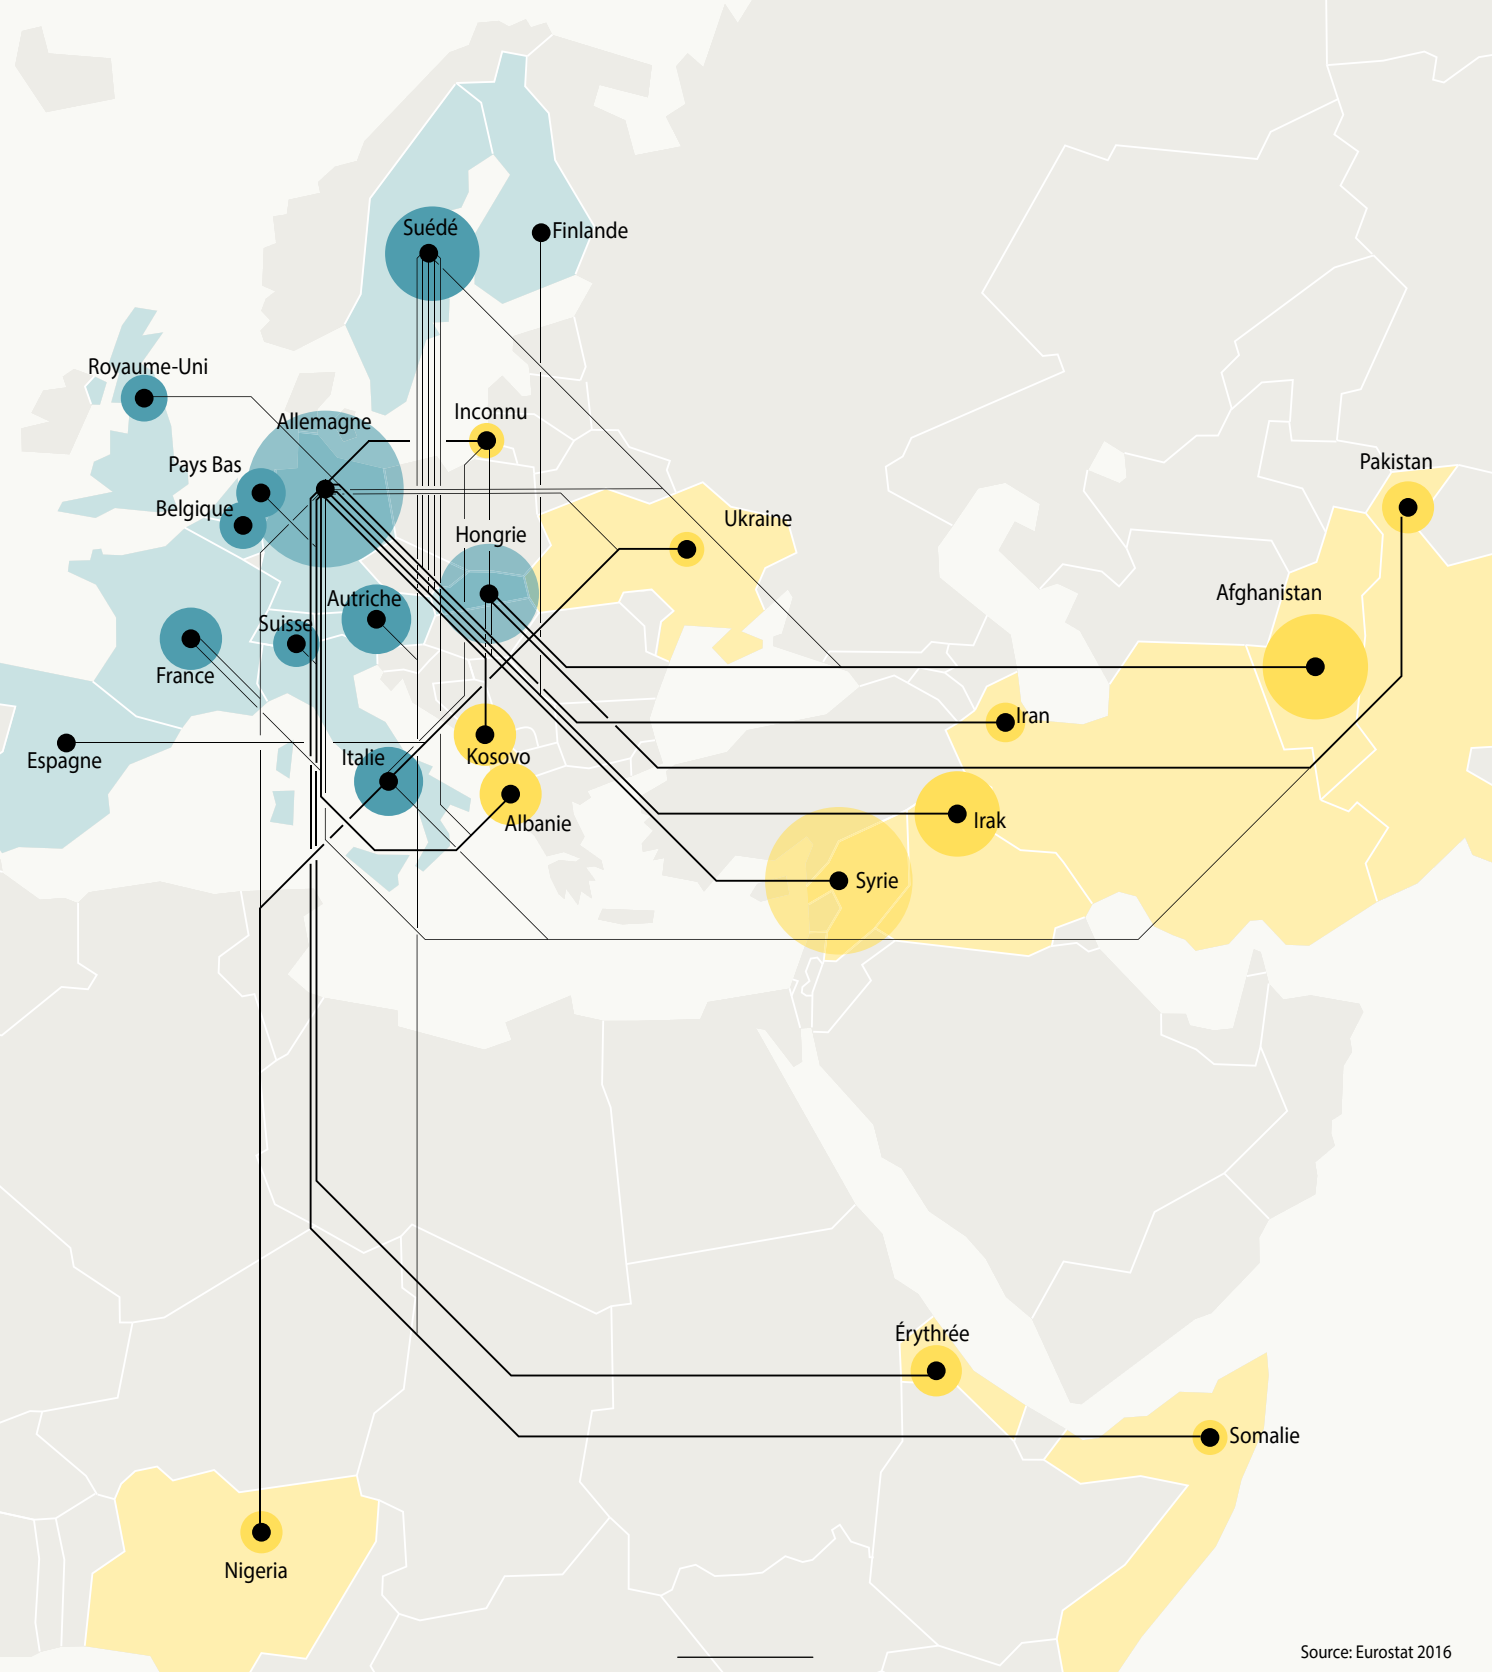 Suédé
Finlande
Royaume-Uni
Inconnu
Allemagne
Pays Bas
Belgique
Pakistan
Ukraine
Hongrie
Afghanistan
Autriche
Suisse
France
Iran
Espagne
Italie
Kosovo
Albanie
Irak
Syrie
Érythrée
Somalie
Nigeria
Source: Eurostat 2016